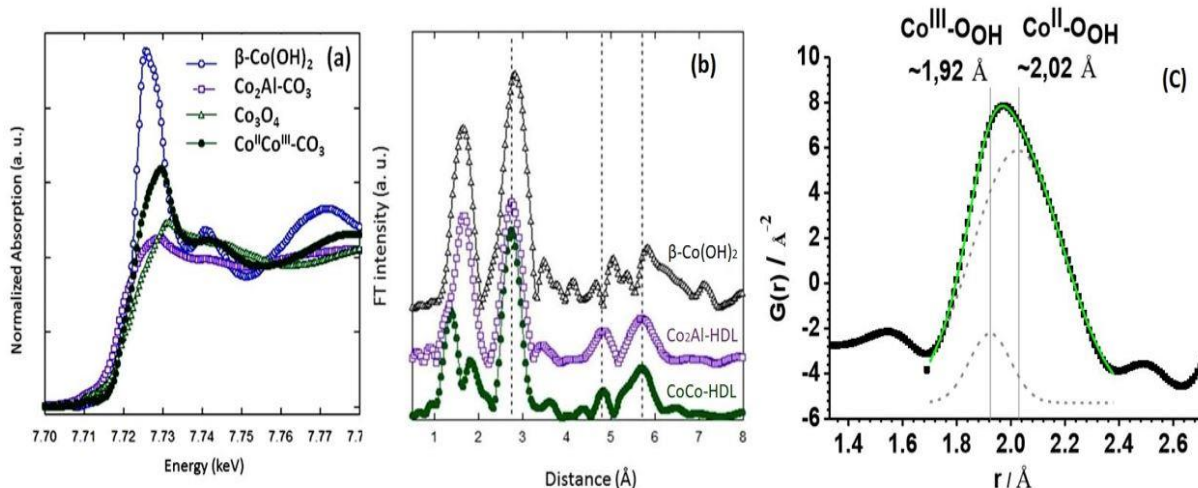 (a)
β-Co(OH)₂
Co₂Al-CO₃
Co₃O₄
CoᴵᴵCoᴵᴵᴵ-CO₃
Normalized Absorption (a. u.)
7.70 7.71 7.72 7.73 7.74 7.75 7.76 7.77 7.7
Energy (keV)
(b)
FT intensity (a. u.)
β-Co(OH)₂
Co₂Al-HDL
CoCo-HDL
1 2 3 4 5 6 7 8
Distance (Å)
Coᴵᴵᴵ-O_OH Coᴵᴵ-O_OH
~1,92 Å ~2,02 Å
(C)
G(r) / Å⁻²
10
8
6
4
2
0
-2
-4
-6
1.4 1.6 1.8 2.0 2.2 2.4 2.6
r / Å